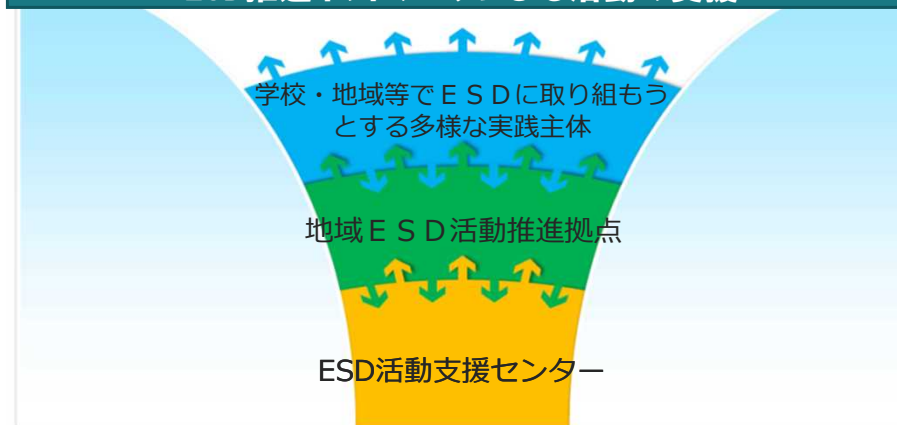 学校・地域等でＥＳＤに取り組もう
とする多様な実践主体
地域ＥＳＤ活動推進拠点
ESD活動支援センター